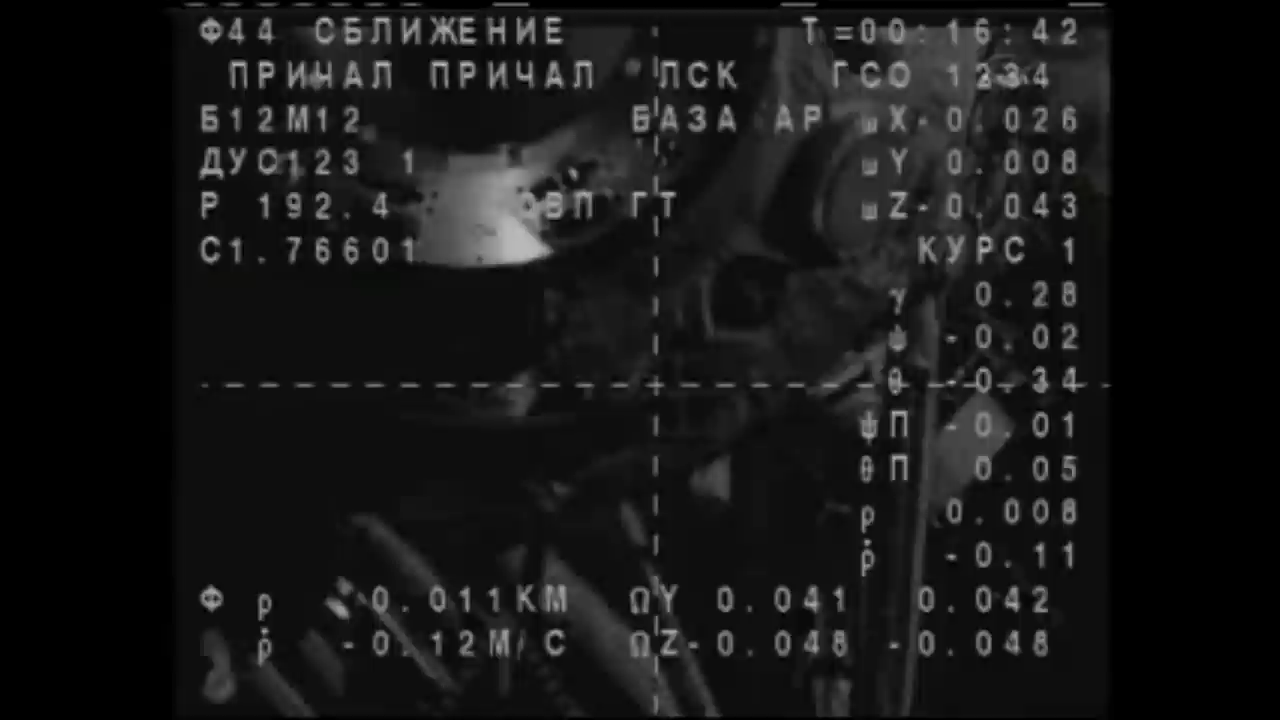 Ф44 СБЛИЖЕНИЕ T=00:16:42
ПРИЧАЛ ПРИЧАЛ ЛСК ГСО 1234
Б12М12 БАЗА АР ωX-0.026
ДУС123 1 ωY 0.008
Р 192.4 ОВП ГТ ωZ-0.043
С1.76601 КУРС 1
γ 0.28
ψ -0.02
θ -0.34
ψП -0.01
θП 0.05
ρ 0.008
ρ̇ -0.11
Ф ρ 0.011КМ ΩY 0.041 0.042
ρ̇ -0.12М/С ΩZ-0.048 -0.048